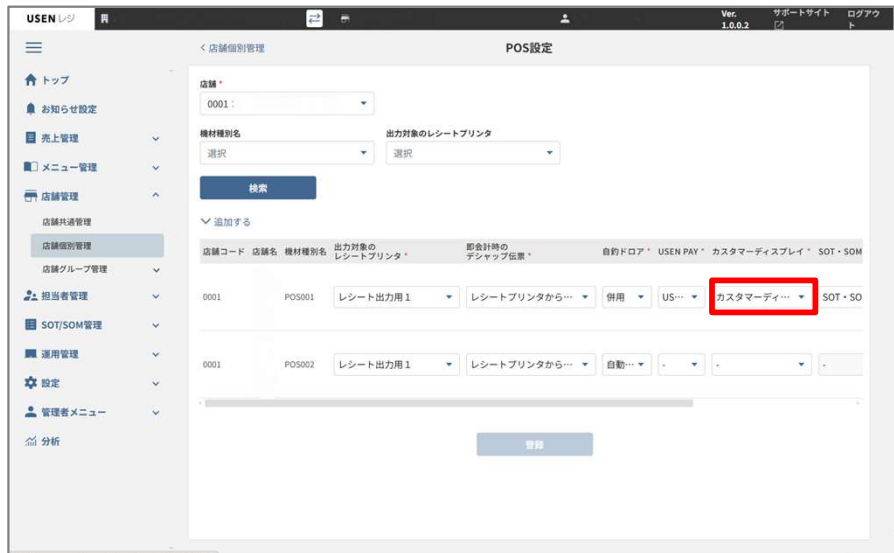 USEN レジ
Ver.
1.0.0.2
サポートサイト
ログアウ
ト
< 店舗個別管理
POS設定
トップ
お知らせ設定
売上管理
メニュー管理
店舗管理
店舗共通管理
店舗個別管理
店舗グループ管理
担当者管理
SOT/SOM管理
運用管理
設定
管理者メニュー
分析
店舗 *
0001 :
機材種別名
出力対象のレシートプリンタ
選択
選択
検索
追加する
店舗コード 店舗名 機材種別名 出力対象の
レシートプリンタ * 即会計時の
デシャップ伝票 * 自釣ドロア * USEN PAY * カスタマーディスプレイ * SOT・SOM
0001 POS001 レシート出力用1 レシートプリンタから… 併用 US… カスタマーディ… SOT・SO
0001 POS002 レシート出力用1 レシートプリンタから… 自動… - - -
登録